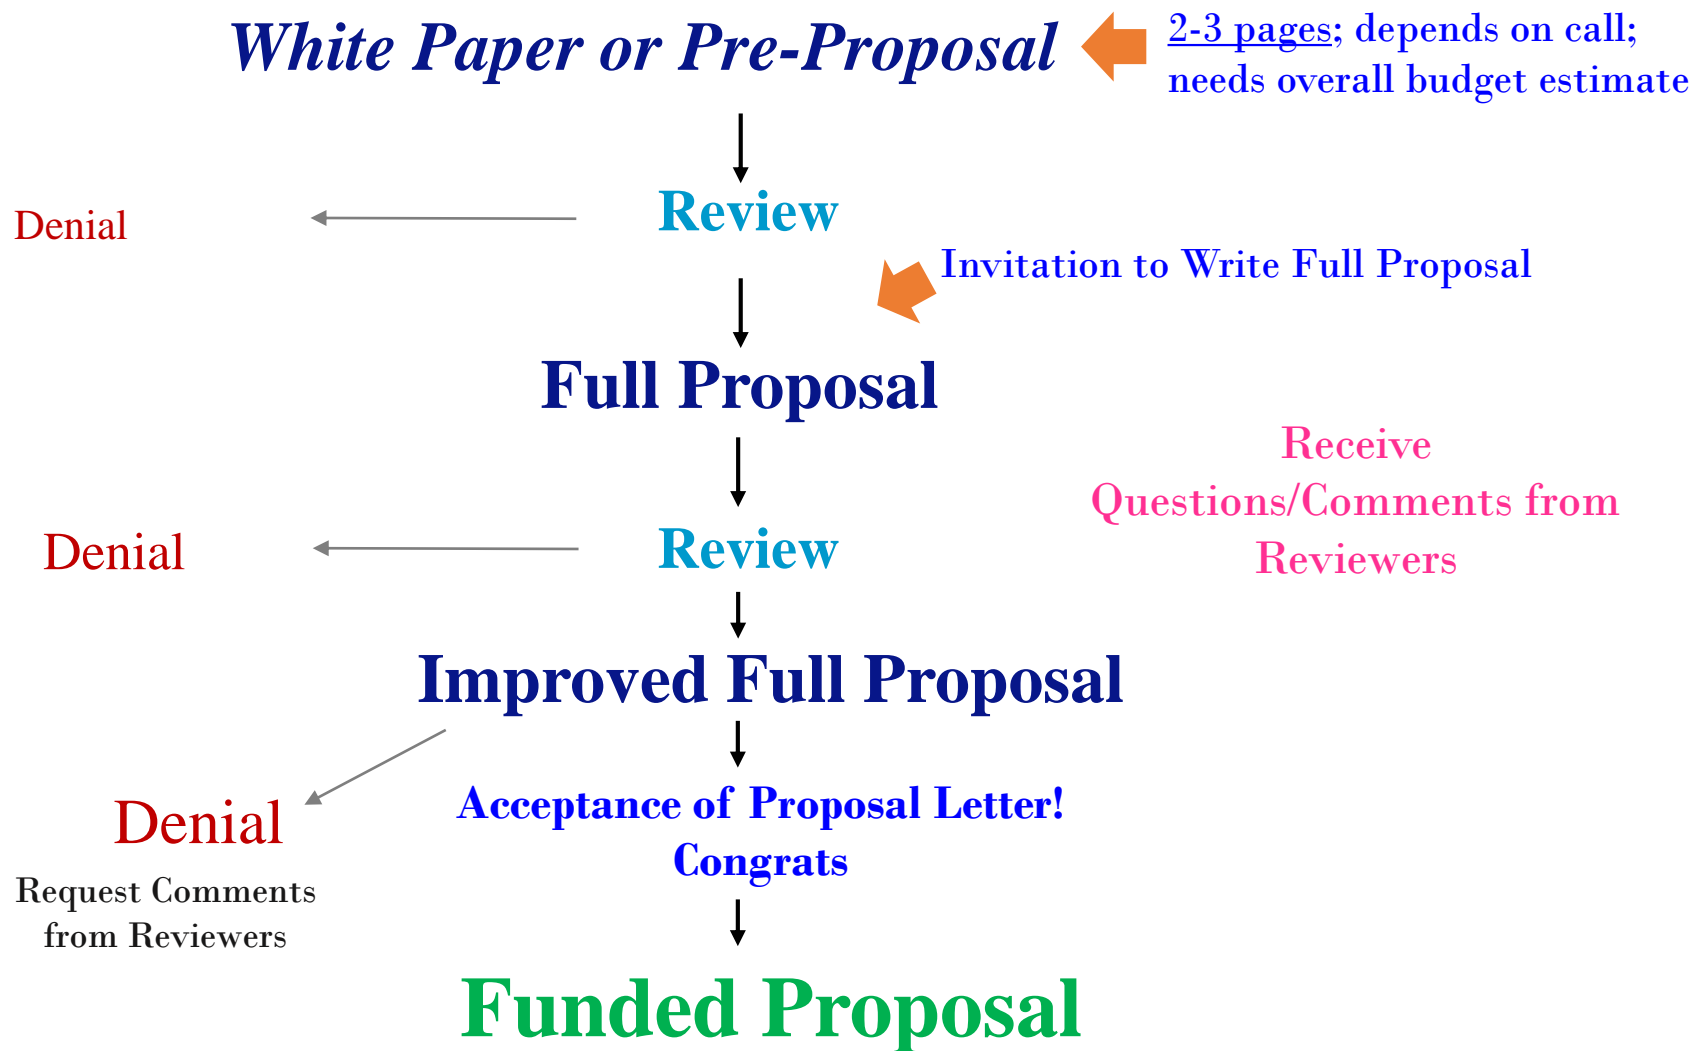 White Paper or Pre-Proposal
2-3 pages; depends on call;
needs overall budget estimate
Review
Denial
Invitation to Write Full Proposal
Full Proposal
Receive
Questions/Comments from
Reviewers
Review
Denial
Improved Full Proposal
Acceptance of Proposal Letter!
Congrats
Denial
Request Comments
from Reviewers
Funded Proposal